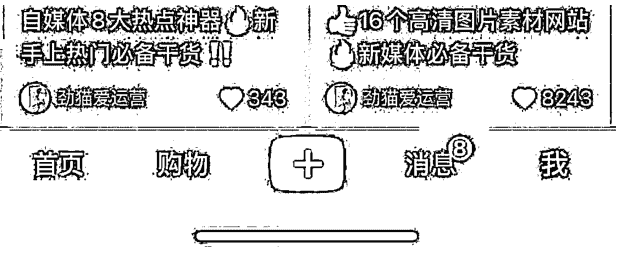 自媒体8大热点神器🔥新
手上热门必备干货‼️
劲猫爱运营
343
👍16个高清图片素材网站
🔥新媒体必备干货
劲猫爱运营
8243
首页
购物
消息
8
我